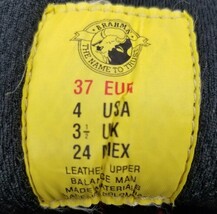 BRAHMA
THE NAME TO TRUST
37 EUR
4 USA
3½ UK
24 MEX
LEATHER UPPER
BALANCE MAN
MADE MATERIALS